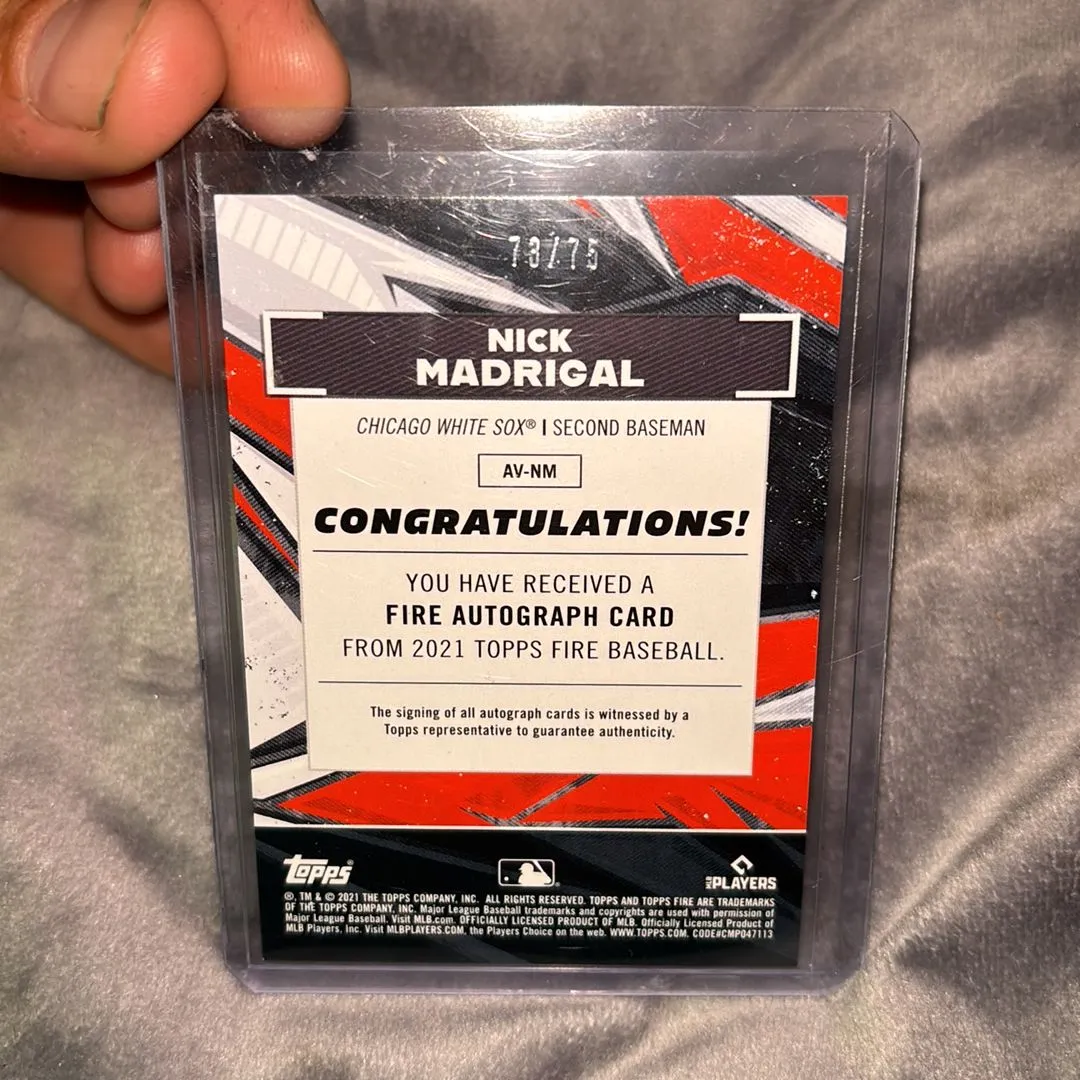 73/75
NICK
MADRIGAL
CHICAGO WHITE SOX® | SECOND BASEMAN
AV-NM
CONGRATULATIONS!
YOU HAVE RECEIVED A
FIRE AUTOGRAPH CARD
FROM 2021 TOPPS FIRE BASEBALL.
The signing of all autograph cards is witnessed by a
Topps representative to guarantee authenticity.
topps®
MLB PLAYERS
®, TM & © 2021 THE TOPPS COMPANY, INC. ALL RIGHTS RESERVED. TOPPS AND TOPPS FIRE ARE TRADEMARKS
OF THE TOPPS COMPANY, INC. Major League Baseball trademarks and copyrights are used with permission of
Major League Baseball. Visit MLB.com. OFFICIALLY LICENSED PRODUCT OF MLB. Officially Licensed Product of
MLB Players, Inc. Visit MLBPLAYERS.COM, the Players Choice on the web. WWW.TOPPS.COM. CODE#CMP047113